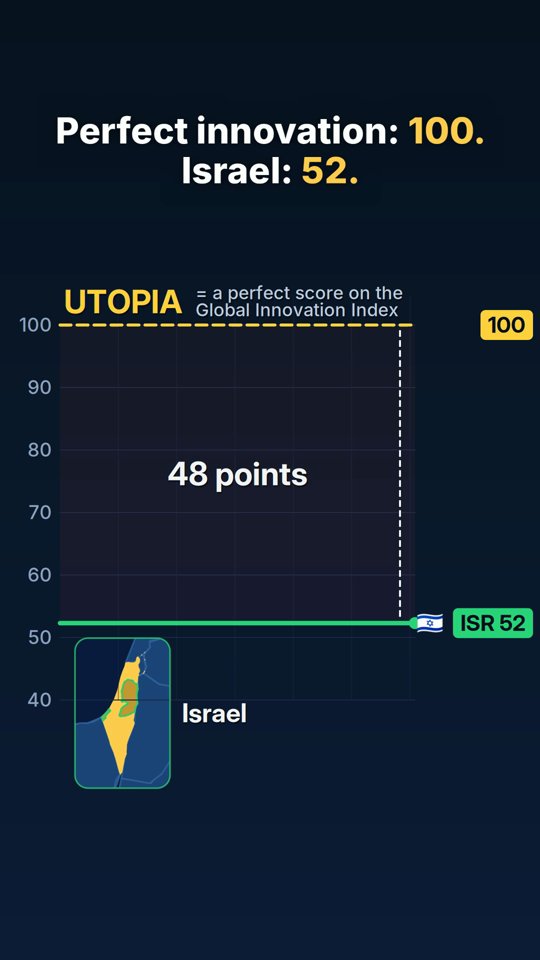 Perfect innovation: 100.
Israel: 52.
UTOPIA = a perfect score on the
Global Innovation Index
100
100
90
80
48 points
70
60
ISR 52
50
40
Israel